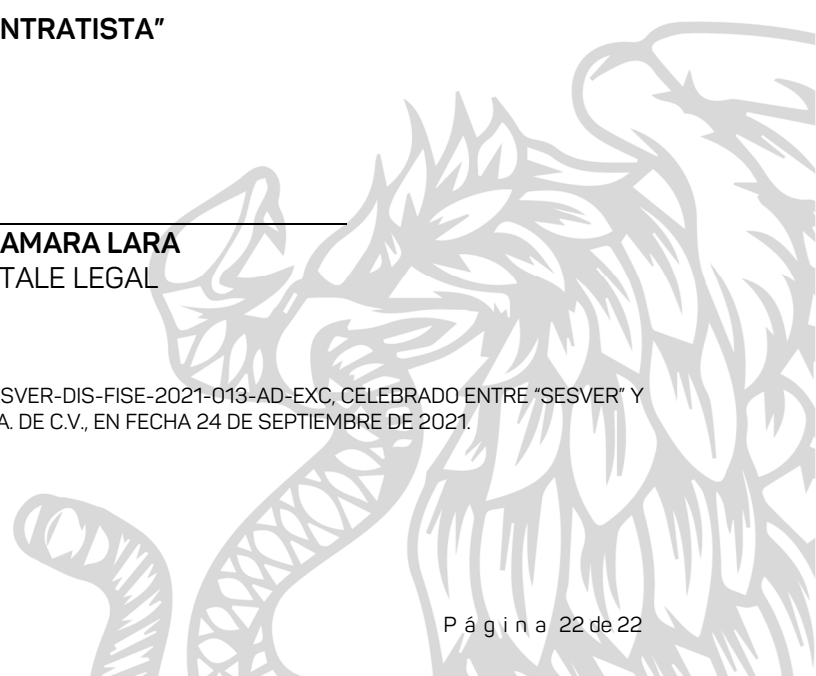 NTRATISTA”
AMARA LARA
TALE LEGAL
SVER-DIS-FISE-2021-013-AD-EXC, CELEBRADO ENTRE “SESVER” Y
A. DE C.V., EN FECHA 24 DE SEPTIEMBRE DE 2021.
Página 22 de 22